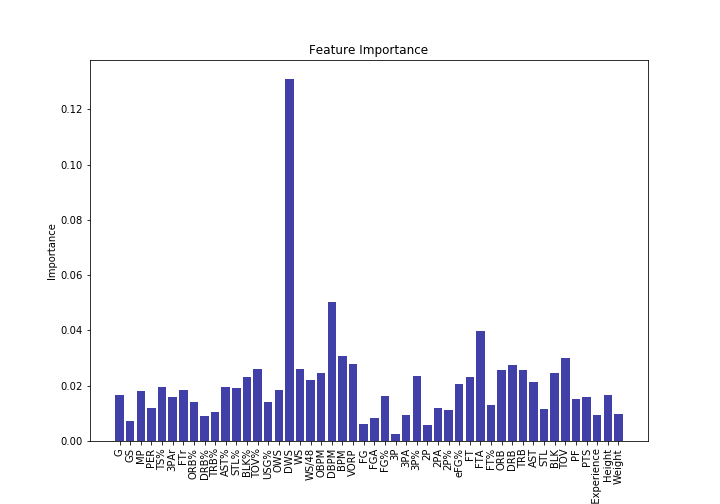 Feature Importance
Importance
0.12
0.10
0.08
0.06
0.04
0.02
0.00
G
GS
MP
PER
TS%
3PAr
FTr
ORB%
DRB%
TRB%
AST%
STL%
BLK%
TOV%
USG%
OWS
DWS
WS
WS/48
OBPM
DBPM
BPM
VORP
FG
FGA
FG%
3P
3PA
3P%
2P
2PA
2P%
eFG%
FT
FTA
FT%
ORB
DRB
TRB
AST
STL
BLK
TOV
PF
PTS
Experience
Height
Weight